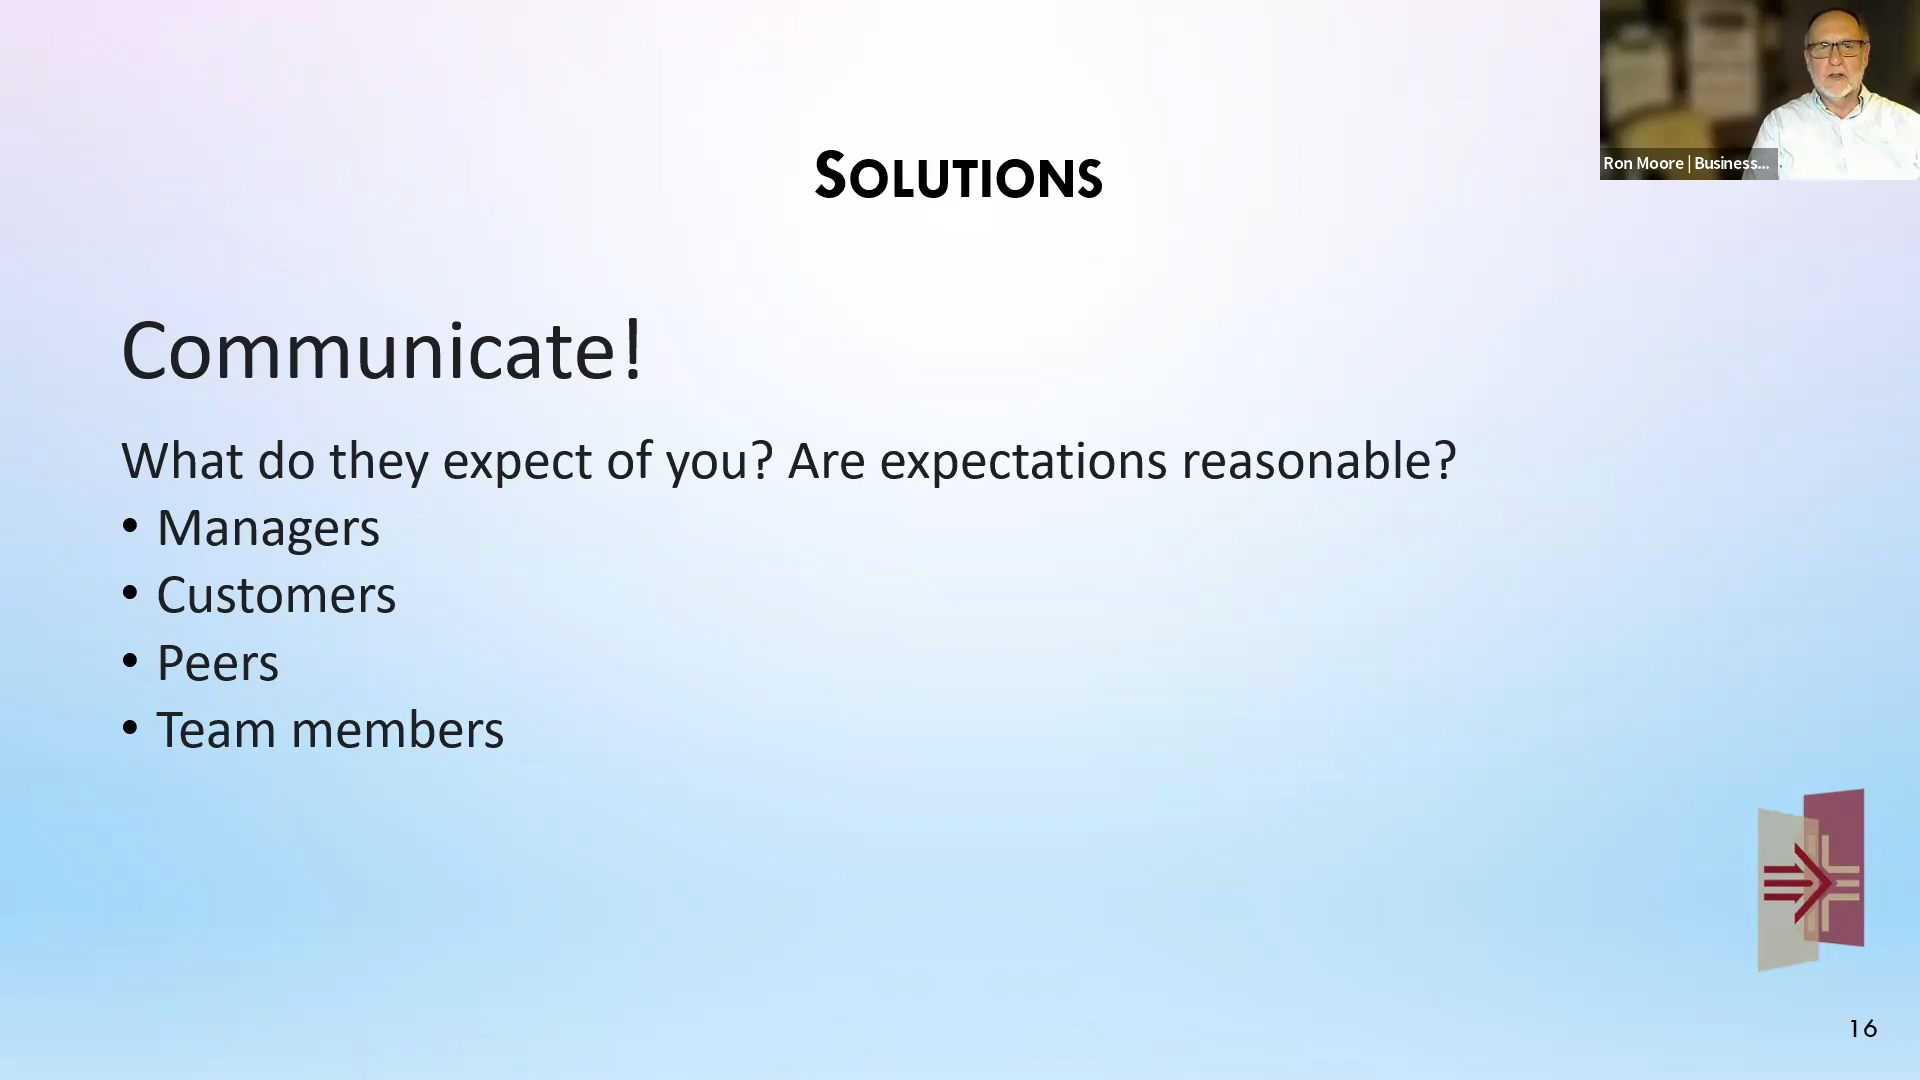 Ron Moore | Business...
SOLUTIONS
Communicate!
What do they expect of you? Are expectations reasonable?
• Managers
• Customers
• Peers
• Team members
16